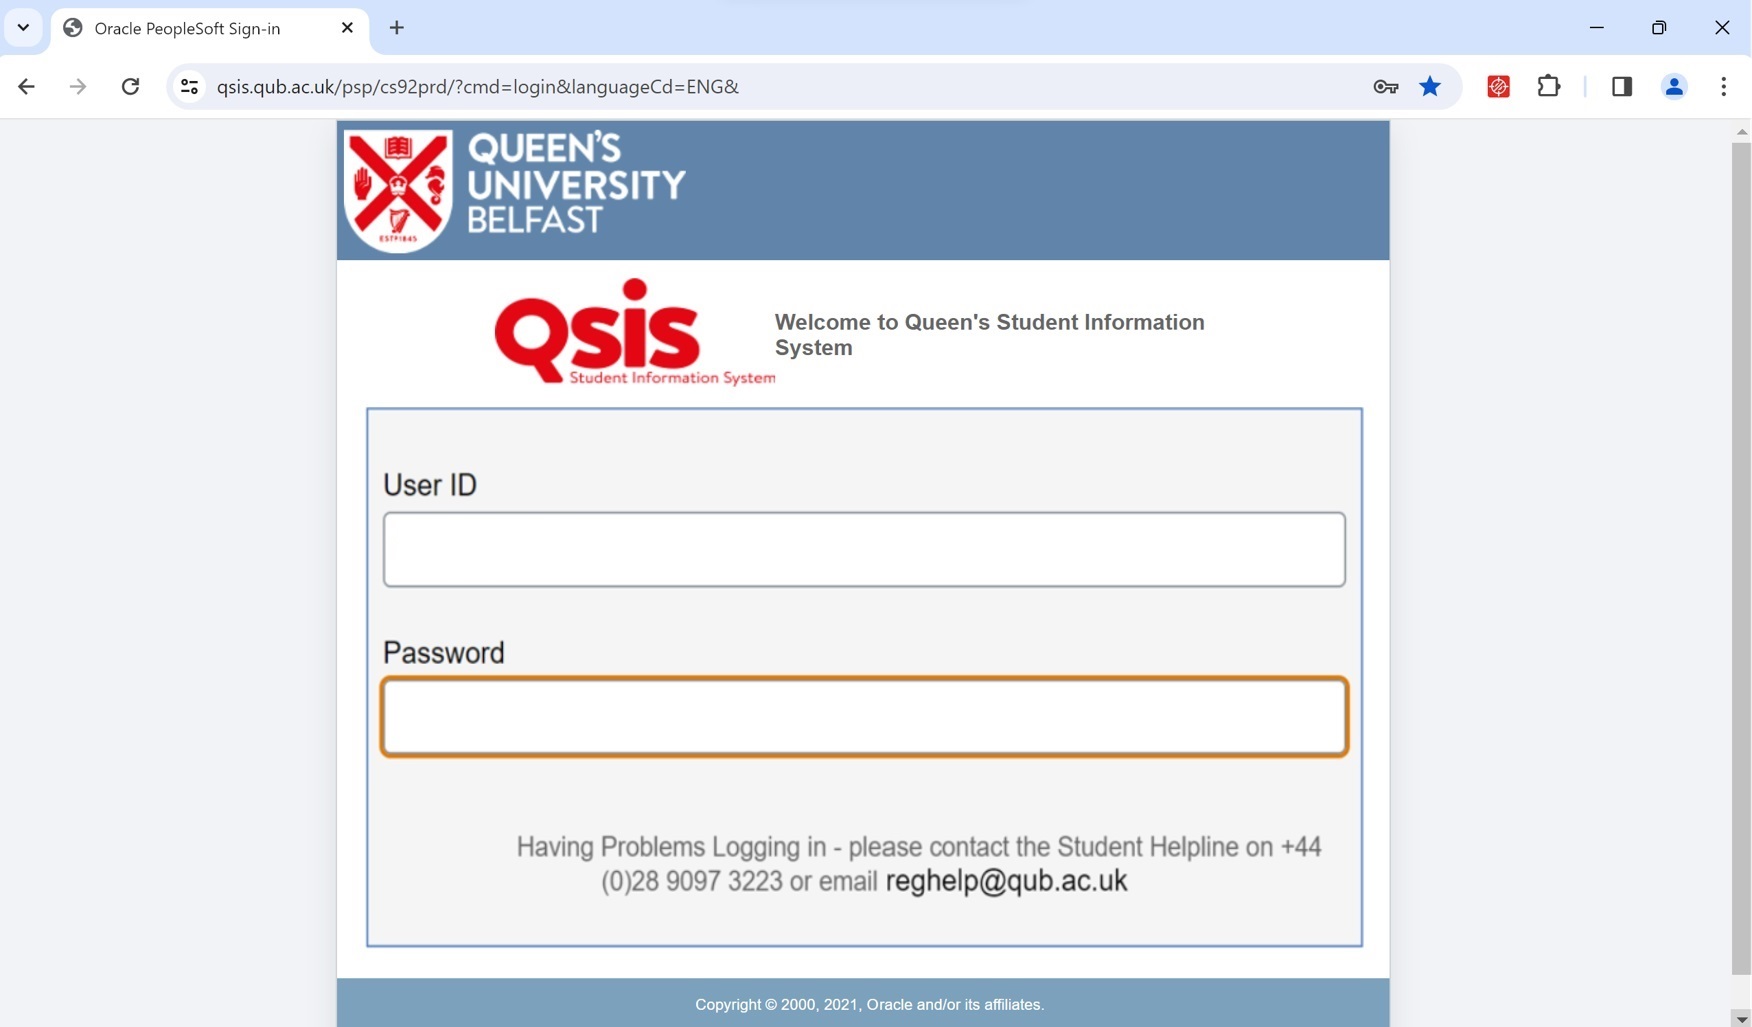 Oracle PeopleSoft Sign-in
qsis.qub.ac.uk/psp/cs92prd/?cmd=login&languageCd=ENG&
QUEEN'S
UNIVERSITY
BELFAST
ESTD1845
Qsis
Student Information System
Welcome to Queen's Student Information
System
User ID
Password
Having Problems Logging in - please contact the Student Helpline on +44
(0)28 9097 3223 or email reghelp@qub.ac.uk
Copyright © 2000, 2021, Oracle and/or its affiliates.